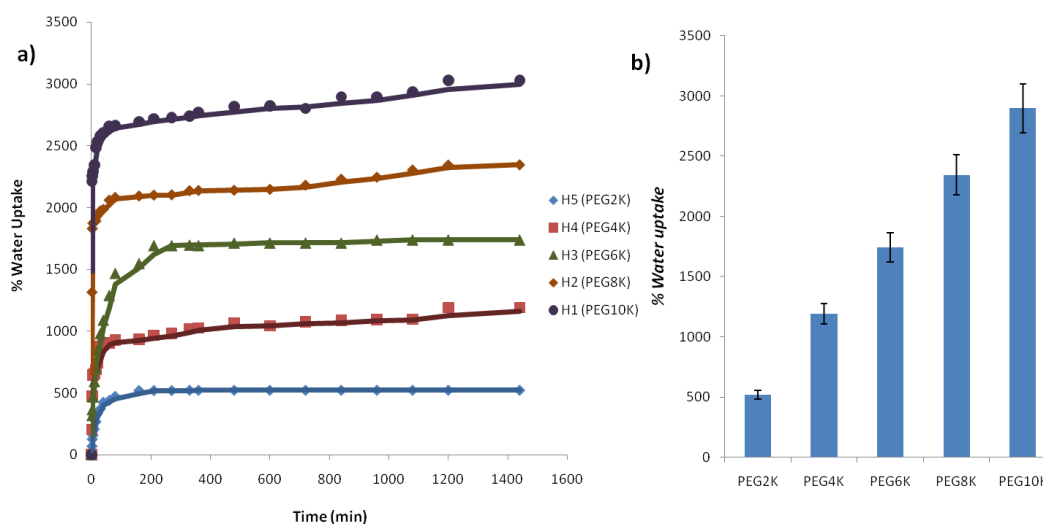 a)
% Water Uptake
3500
3000
2500
2000
1500
1000
500
0
0 200 400 600 800 1000 1200 1400 1600
Time (min)
H5 (PEG2K)
H4 (PEG4K)
H3 (PEG6K)
H2 (PEG8K)
H1 (PEG10K)
b)
% Water uptake
3500
3000
2500
2000
1500
1000
500
0
PEG2K PEG4K PEG6K PEG8K PEG10K